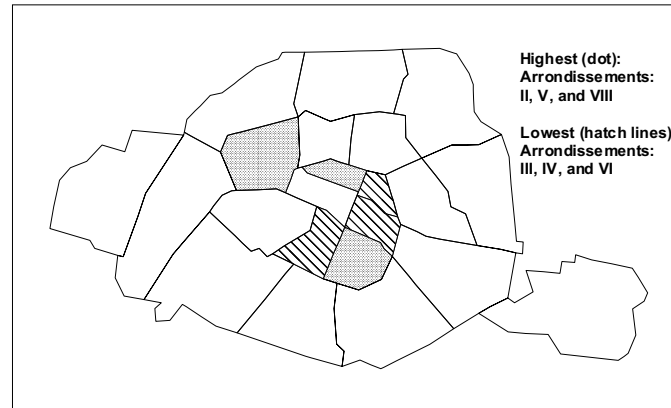 Highest (dot):
Arrondissements:
II, V, and VIII
Lowest (hatch lines)
Arrondissements:
III, IV, and VI